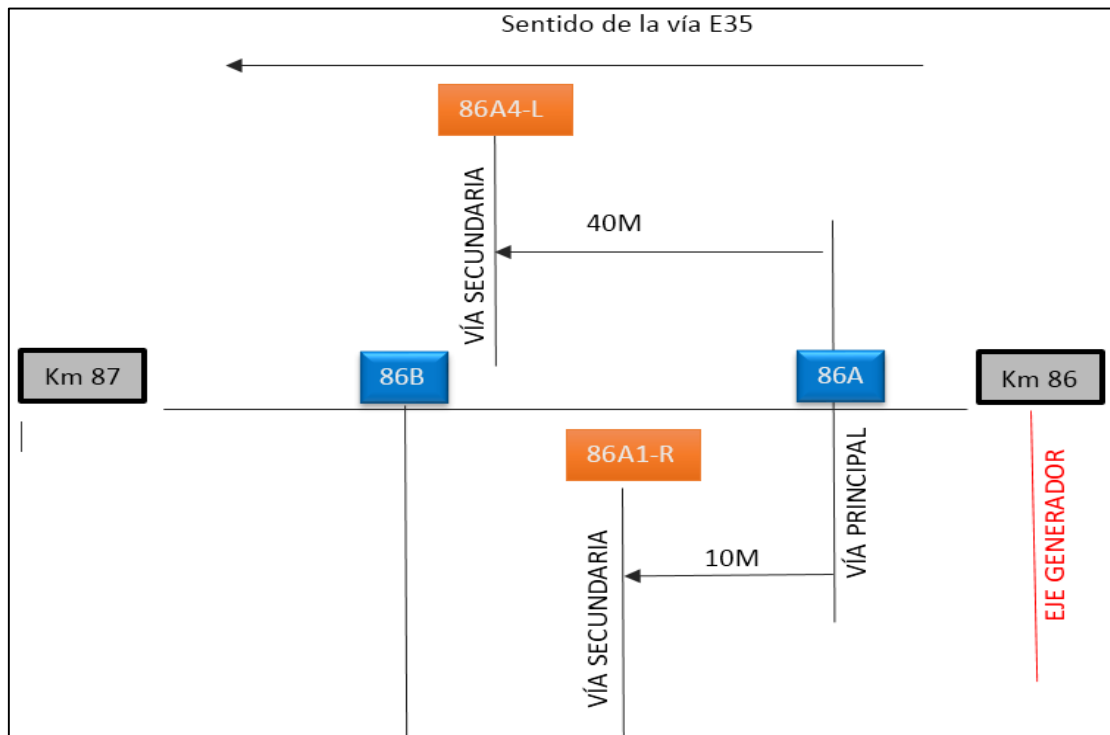 Sentido de la vía E35
86A4-L
VÍA SECUNDARIA
40M
Km 87
86B
86A
Km 86
86A1-R
VÍA SECUNDARIA
10M
VÍA PRINCIPAL
EJE GENERADOR